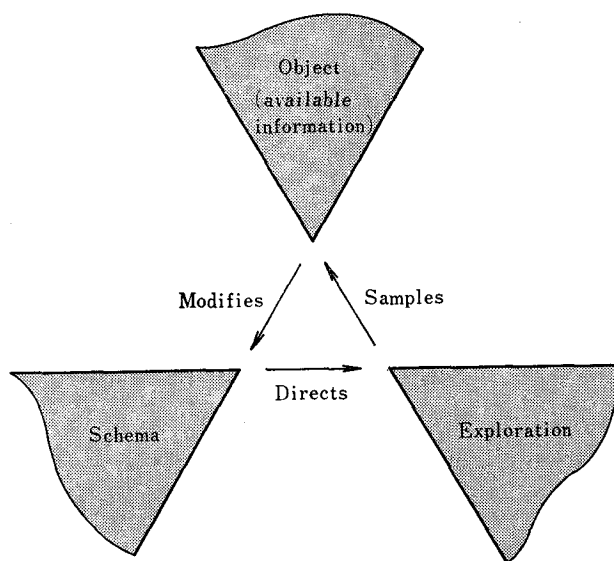 Object
(available
information)
Modifies
Samples
Directs
Schema
Exploration